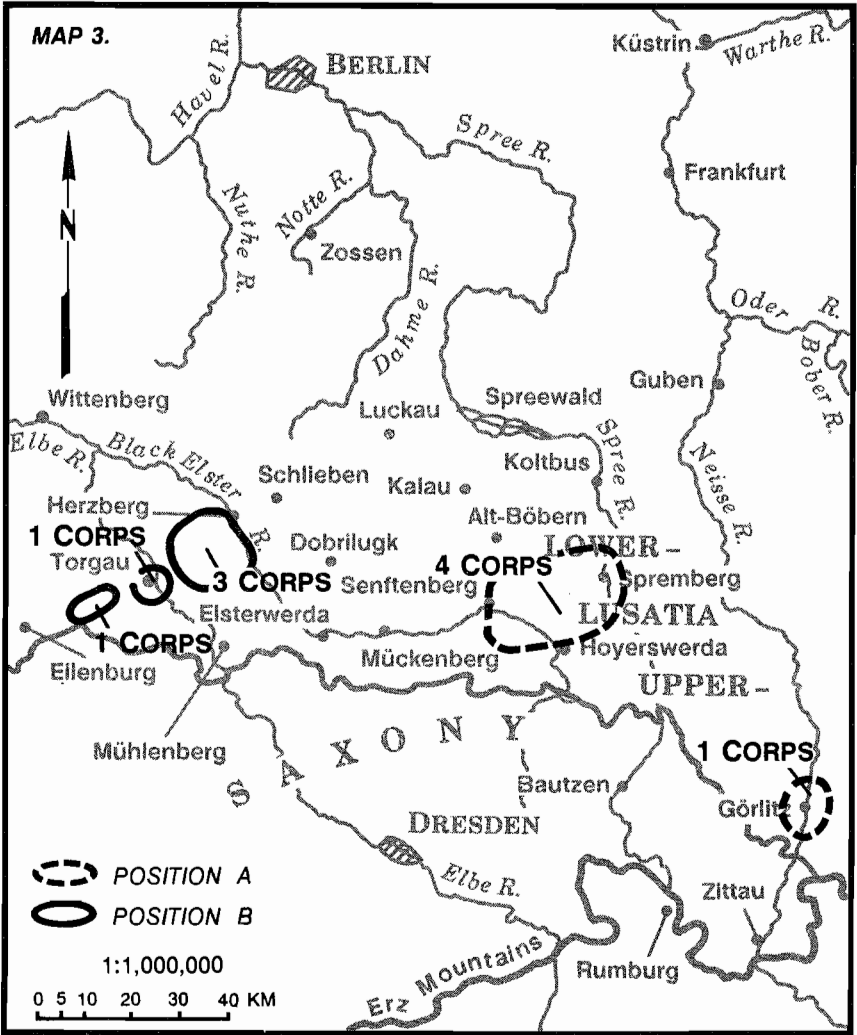 MAP 3.
Küstrin
Warthe R.
BERLIN
Havel R.
Spree R.
Frankfurt
Nuthe R.
Notte R.
Zossen
N
Dahme R.
Oder R.
Bober R.
Guben
Wittenberg
Luckau
Spreewald
Elbe R.
Black Elster R.
Koltbus
Spree R.
Neisse R.
Schlieben
Kalau
Herzberg
Alt-Böbern
1 CORPS
Dobrilugk
LOWER-
Torgau
3 CORPS
4 CORPS
Senftenberg
Spremberg
Elsterwerda
LUSATIA
1 CORPS
Hoyerswerda
Eilenburg
Mückenberg
UPPER-
Mühlenberg
SAXONY
1 CORPS
Bautzen
Görlitz
DRESDEN
POSITION A
Elbe R.
Zittau
POSITION B
1:1,000,000
Erz Mountains
Rumburg
0 5 10 20 30 40 KM